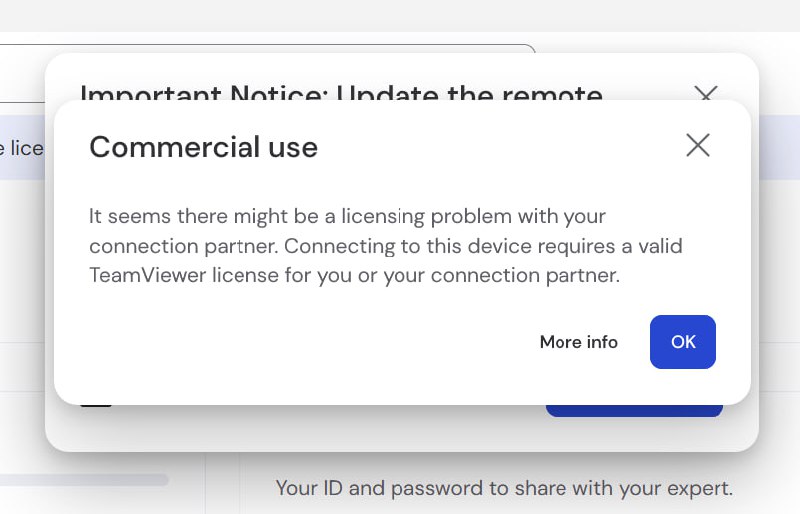 Important Notice: Update the remote
e lice
Commercial use
It seems there might be a licensing problem with your
connection partner. Connecting to this device requires a valid
TeamViewer license for you or your connection partner.
More info
OK
Your ID and password to share with your expert.